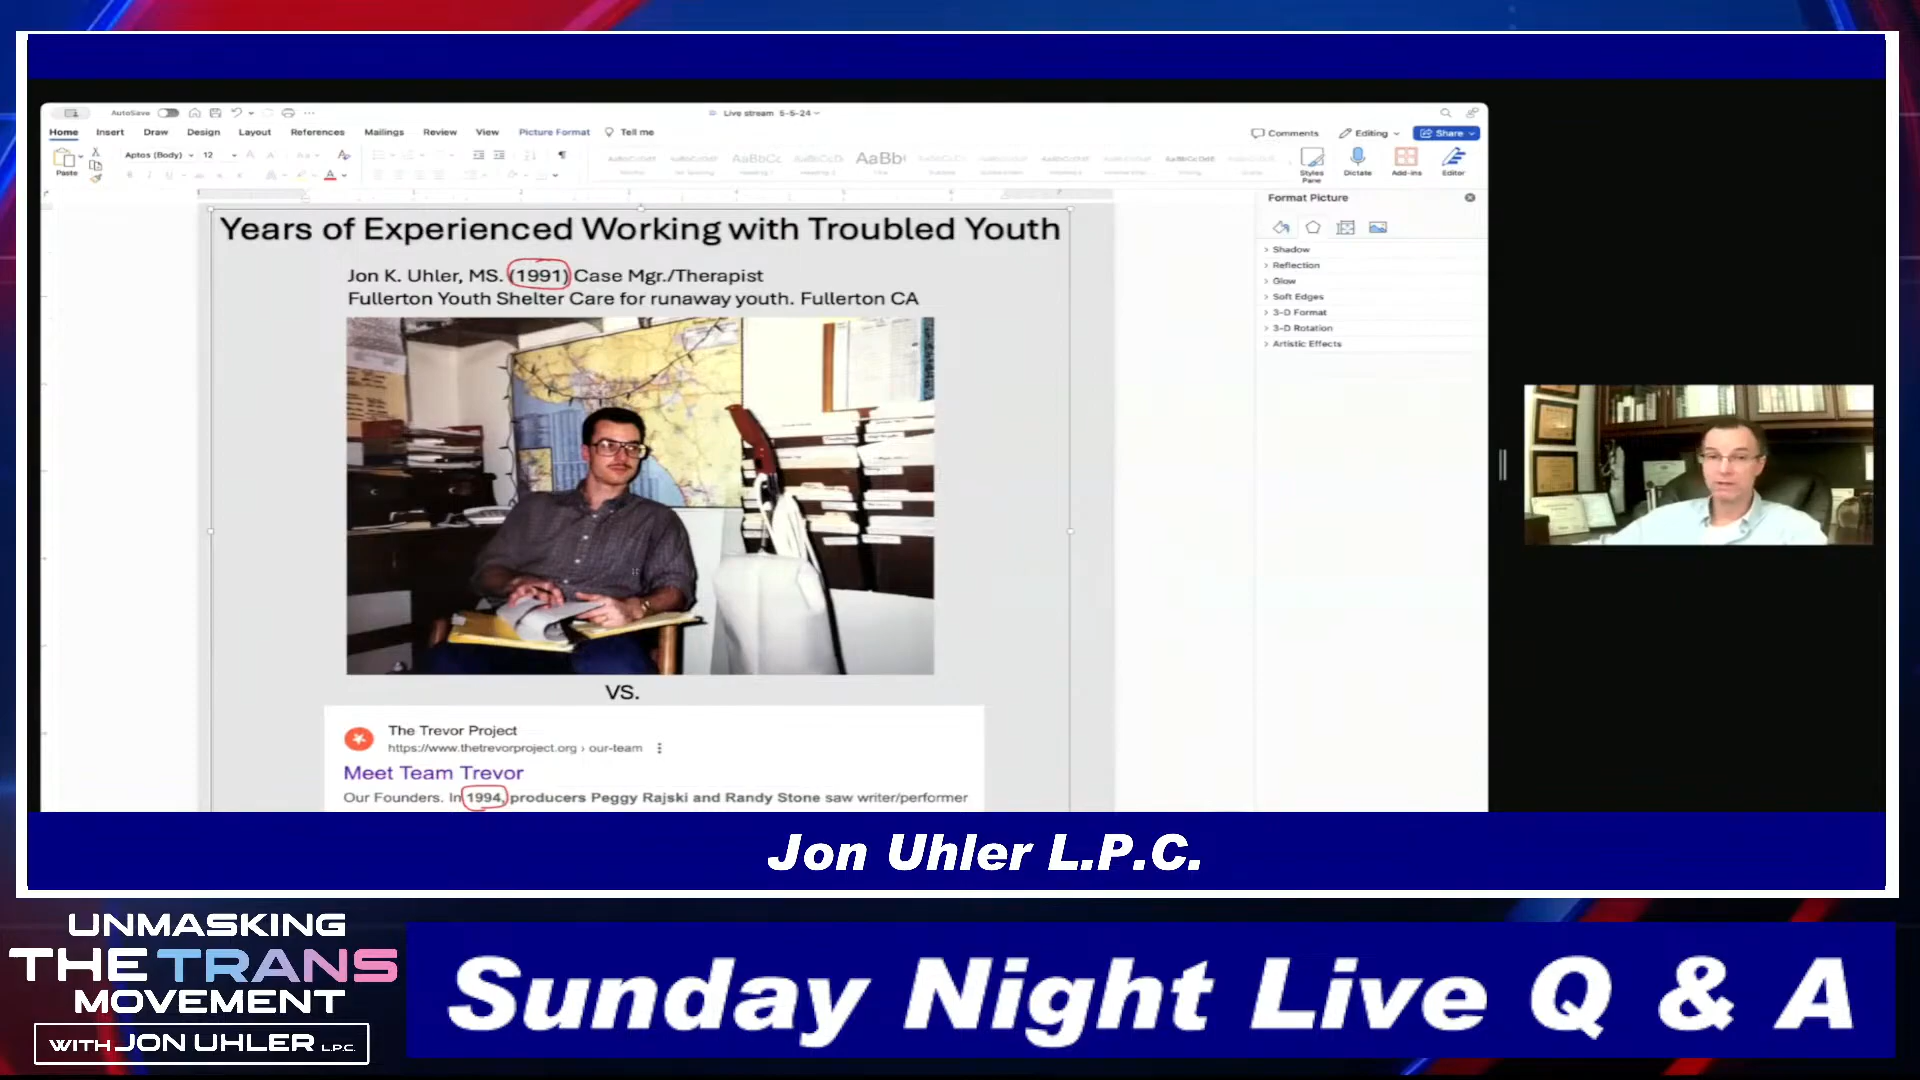 AutoSave
Live stream 5-5-24
Home Insert Draw Design Layout References Mailings Review View Picture Format Tell me
Comments Editing Share
Aptos (Body) 12
Paste
AaBbCcDdE AaBb(
Styles Pane
Dictate
Add-ins
Editor
Format Picture
Shadow
Reflection
Glow
Soft Edges
3-D Format
3-D Rotation
Artistic Effects
Years of Experienced Working with Troubled Youth
Jon K. Uhler, MS. (1991) Case Mgr./Therapist
Fullerton Youth Shelter Care for runaway youth. Fullerton CA
VS.
The Trevor Project
https://www.thetrevorproject.org › our-team
Meet Team Trevor
Our Founders. In 1994, producers Peggy Rajski and Randy Stone saw writer/performer
Jon Uhler L.P.C.
UNMASKING
THE TRANS
MOVEMENT
WITH JON UHLER L.P.C.
Sunday Night Live Q & A